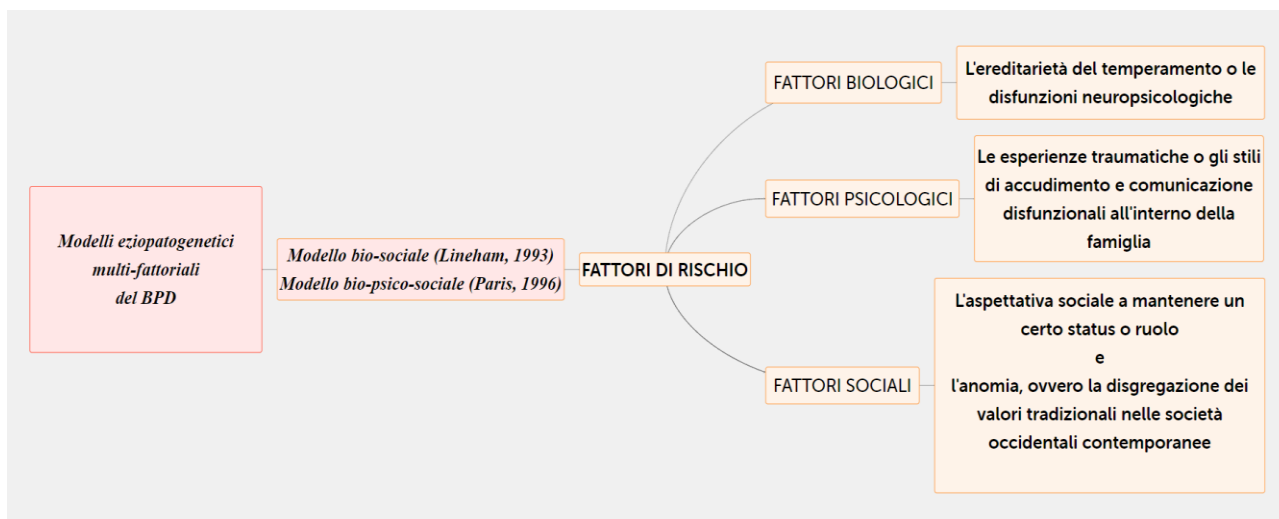 Modelli eziopatogenetici
multi-fattoriali
del BPD
Modello bio-sociale (Lineham, 1993)
Modello bio-psico-sociale (Paris, 1996)
FATTORI DI RISCHIO
FATTORI BIOLOGICI
L'ereditarietà del temperamento o le
disfunzioni neuropsicologiche
FATTORI PSICOLOGICI
Le esperienze traumatiche o gli stili
di accudimento e comunicazione
disfunzionali all'interno della
famiglia
FATTORI SOCIALI
L'aspettativa sociale a mantenere un
certo status o ruolo
e
l'anomia, ovvero la disgregazione dei
valori tradizionali nelle società
occidentali contemporanee